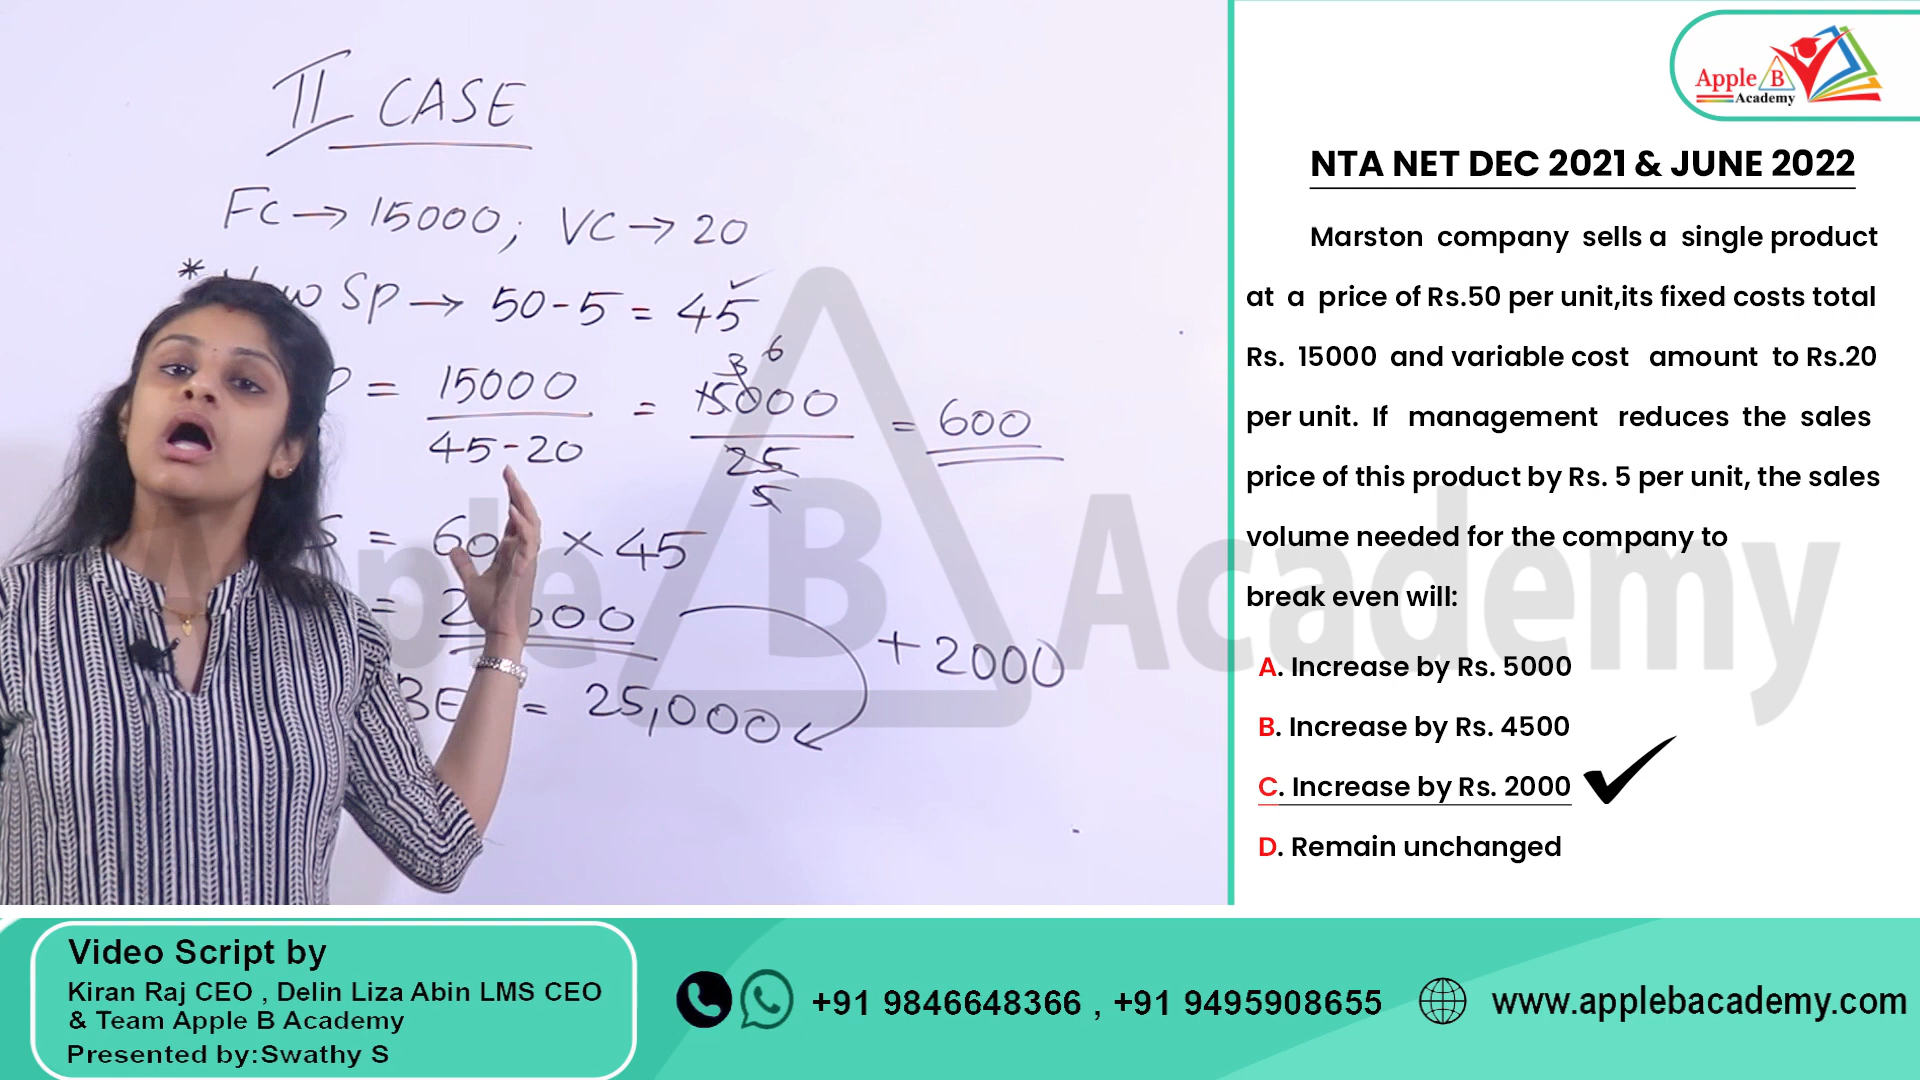 II CASE
FC → 15000; VC → 20
* SP → 50-5 = 45 ✓
= 15000 / 45-20 = 15000 / 25 = 600
3 6
5
S = 600 × 45
=
BE = 25,000
+2000
Apple B Academy
Apple B
Academy
NTA NET DEC 2021 & JUNE 2022
Marston company sells a single product
at a price of Rs.50 per unit,its fixed costs total
Rs. 15000 and variable cost amount to Rs.20
per unit. If management reduces the sales
price of this product by Rs. 5 per unit, the sales
volume needed for the company to
break even will:
A. Increase by Rs. 5000
B. Increase by Rs. 4500
C. Increase by Rs. 2000
D. Remain unchanged
Video Script by
Kiran Raj CEO , Delin Liza Abin LMS CEO
& Team Apple B Academy
Presented by:Swathy S
+91 9846648366 , +91 9495908655
www.applebacademy.com